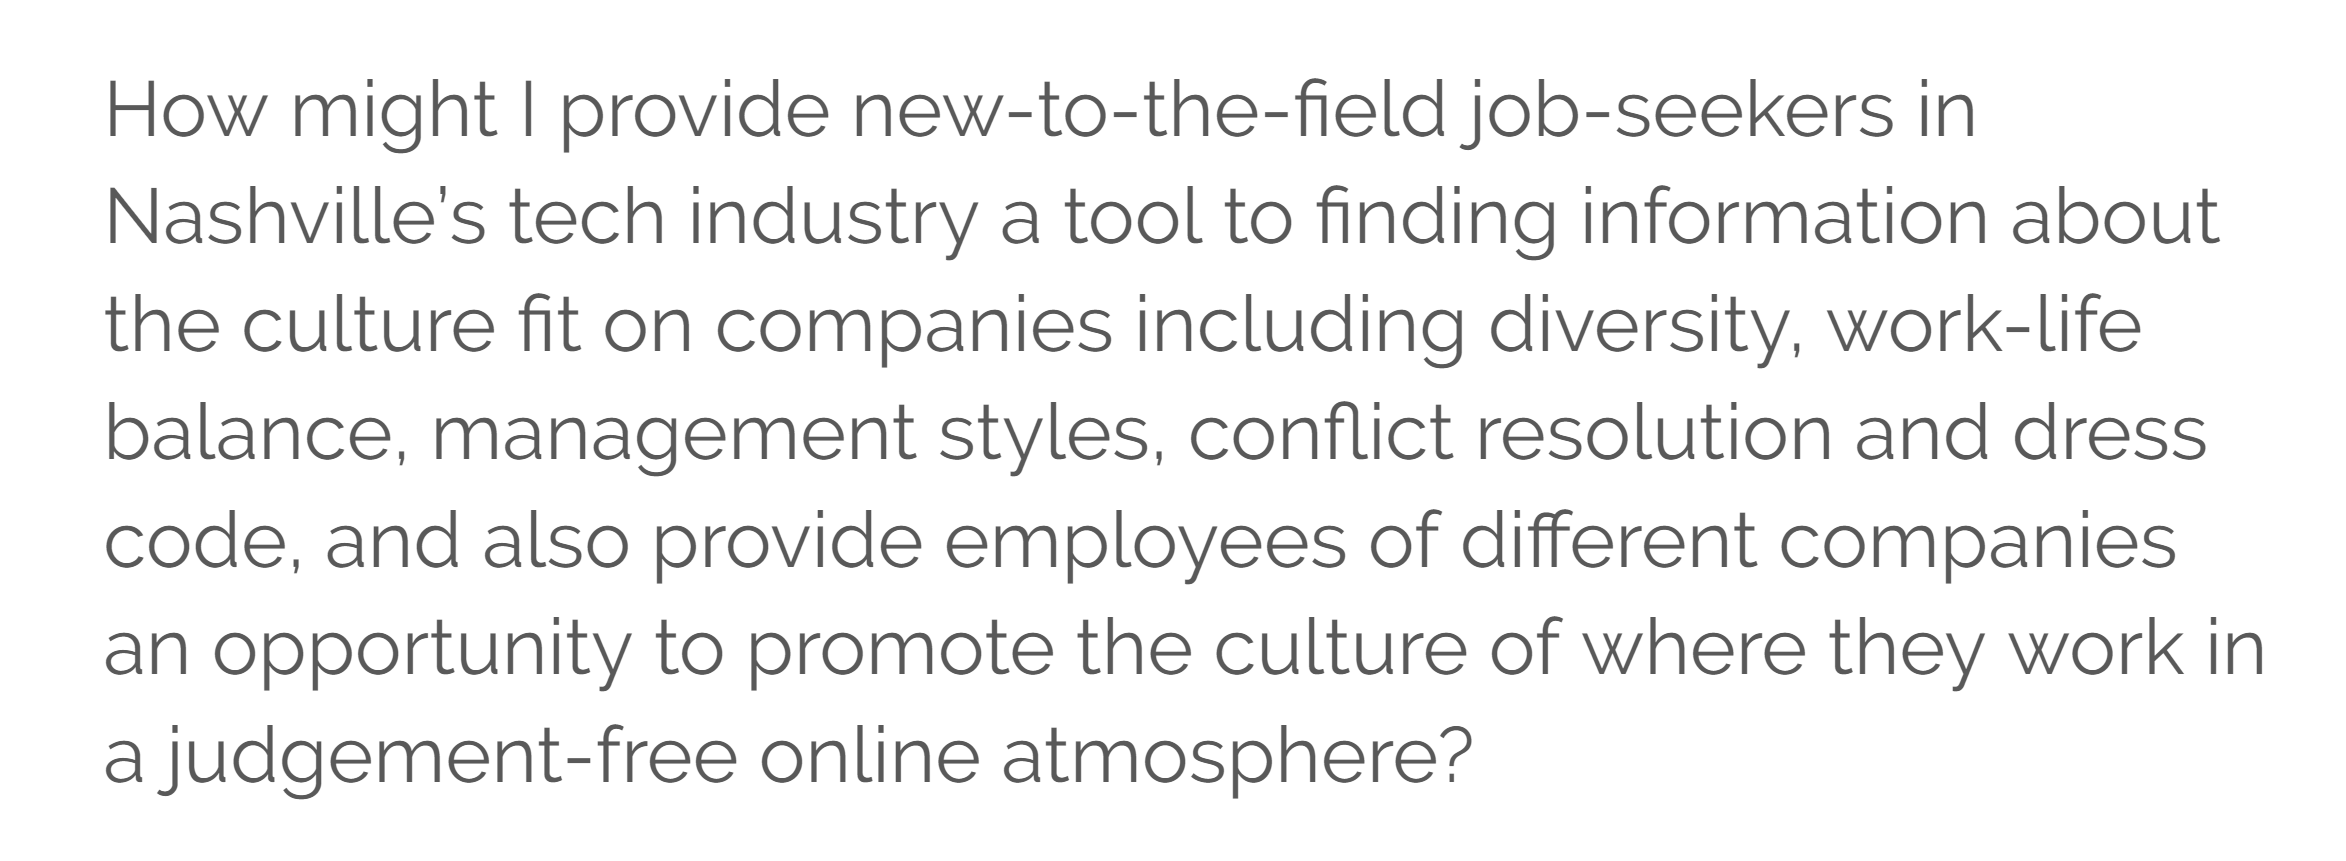 How might I provide new-to-the-field job-seekers in
Nashville’s tech industry a tool to finding information about
the culture fit on companies including diversity, work-life
balance, management styles, conflict resolution and dress
code, and also provide employees of different companies
an opportunity to promote the culture of where they work in
a judgement-free online atmosphere?